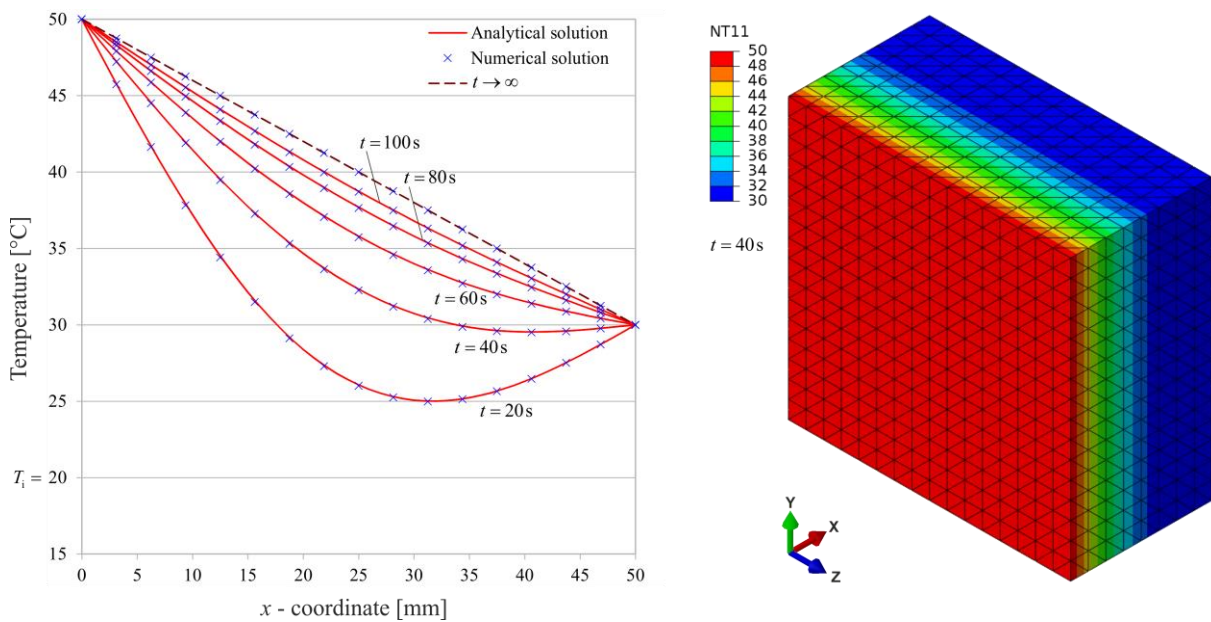 50
45
40
35
30
25
T_i = 20
15
Temperature [°C]
0 5 10 15 20 25 30 35 40 45 50
x - coordinate [mm]
Analytical solution
Numerical solution
t → ∞
t = 100 s
t = 80 s
t = 60 s
t = 40 s
t = 20 s
NT11
50
48
46
44
42
40
38
36
34
32
30
t = 40 s
Y
X
Z